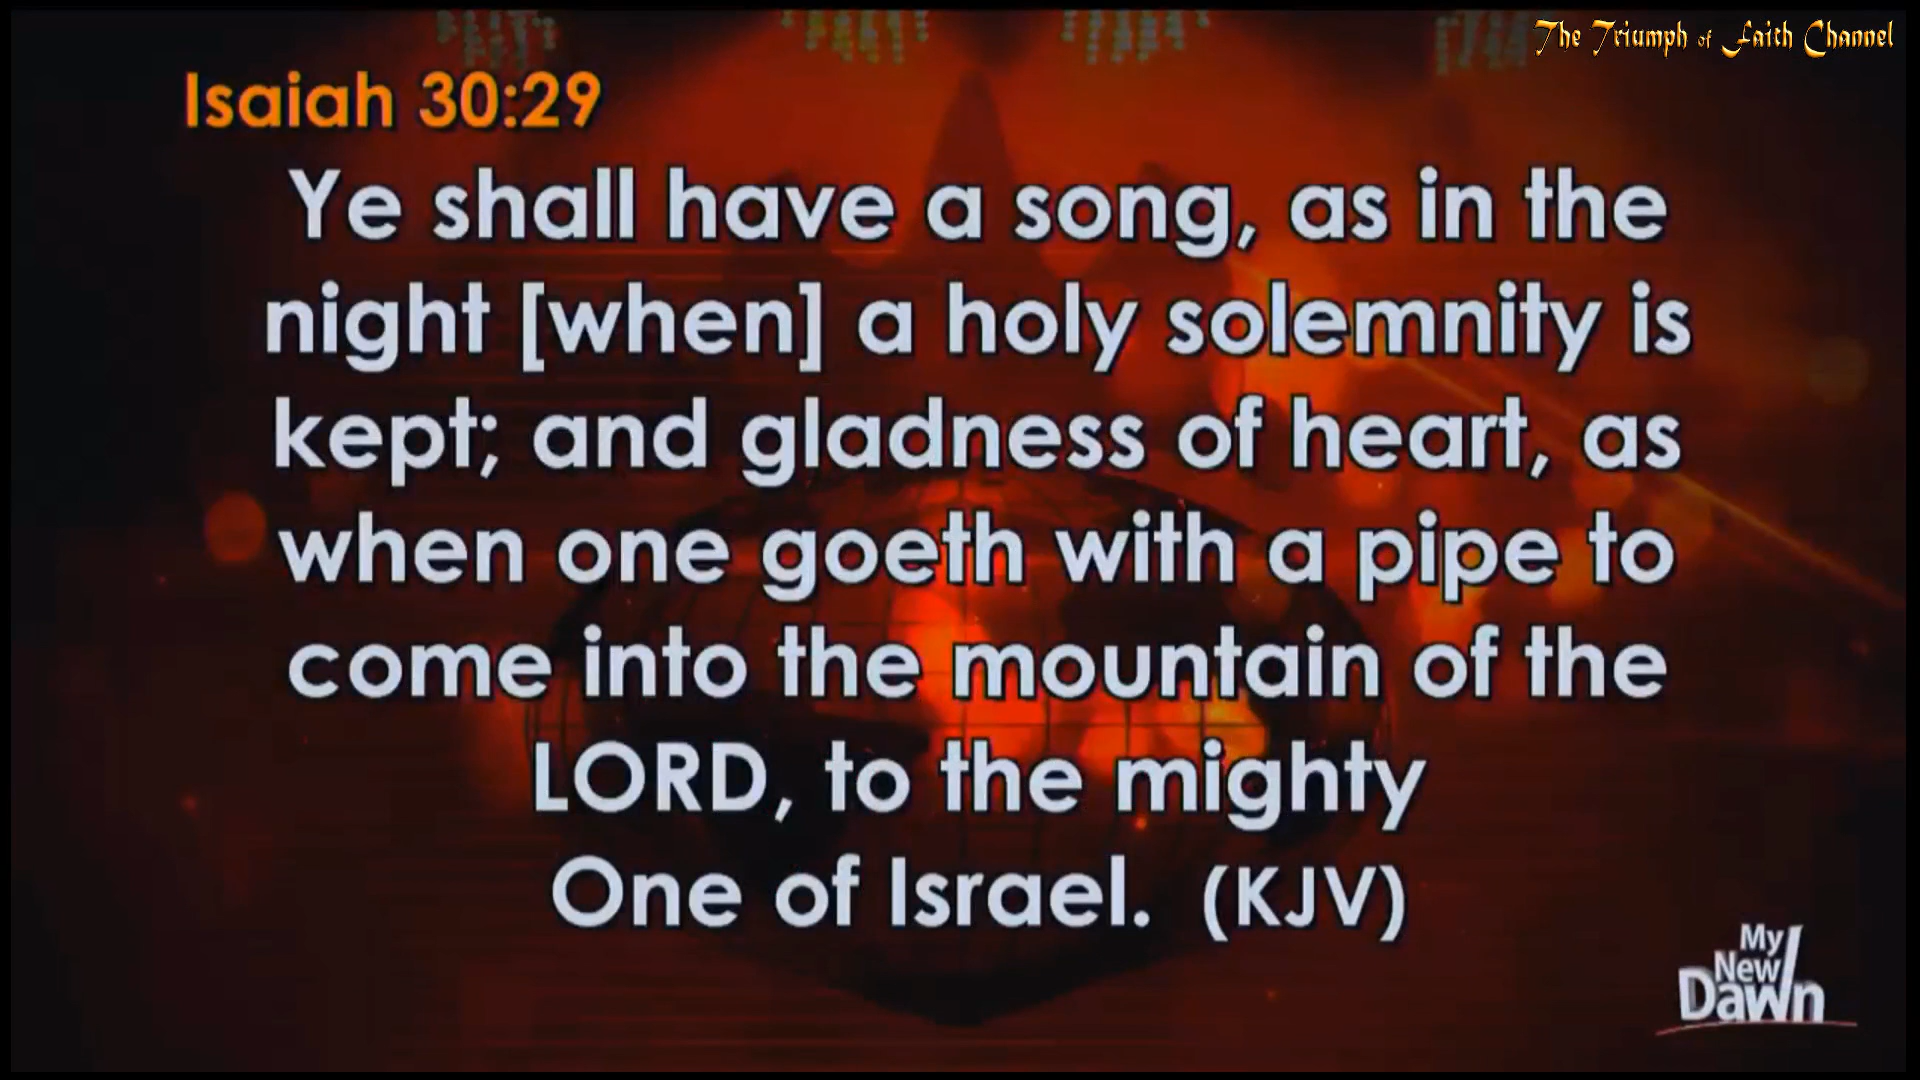 The Triumph of Faith Channel
Isaiah 30:29
Ye shall have a song, as in the
night [when] a holy solemnity is
kept; and gladness of heart, as
when one goeth with a pipe to
come into the mountain of the
LORD, to the mighty
One of Israel. (KJV)
My
New
Dawn